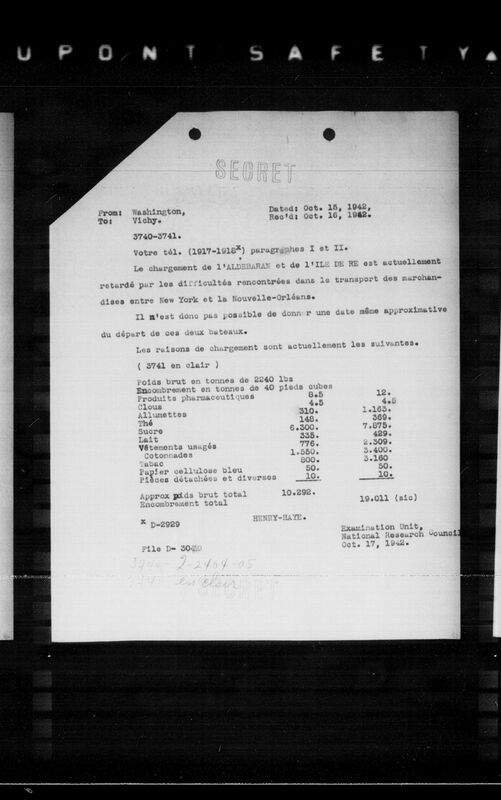 UPONT SAFETY
SECRET
From: Washington, Dated: Oct. 15, 1942,
To: Vichy. Rec'd: Oct. 16, 1942.
3740-3741.
Votre tél. (1917-1918x) paragraphes I et II.
Le chargement de l'ALDEBARAN et de l'ILE DE RE est actuellement
retardé par les difficultés rencontrées dans le transport des marchan-
dises entre New York et la Nouvelle-Orléans.
Il n'est donc pas possible de donner une date même approximative
du départ de ces deux bateaux.
Les raisons de chargement sont actuellement les suivantes.
( 3741 en clair )
Poids brut en tonnes de 2240 lbs
Encombrement en tonnes de 40 pieds cubes
Produits pharmaceutiques 8.5 12.
Clous 4.5 4.5
Allumettes 310. 1.163.
Thé 148. 369.
Sucre 6.300. 7.875.
Lait 335. 429.
Vêtements usagés 776. 2.309.
Cotonnades 1.550. 3.400.
Tabac 800. 3.160
Papier cellulose bleu 50. 50.
Pièces détachées et diverses 10. 10.
Approx poids brut total 10.292.
Encombrement total 19.011 (sic)
x D-2929
HENRY-HAYE.
Examination Unit,
National Research Council
Oct. 17, 1942.
File D-
en clair
SECRET